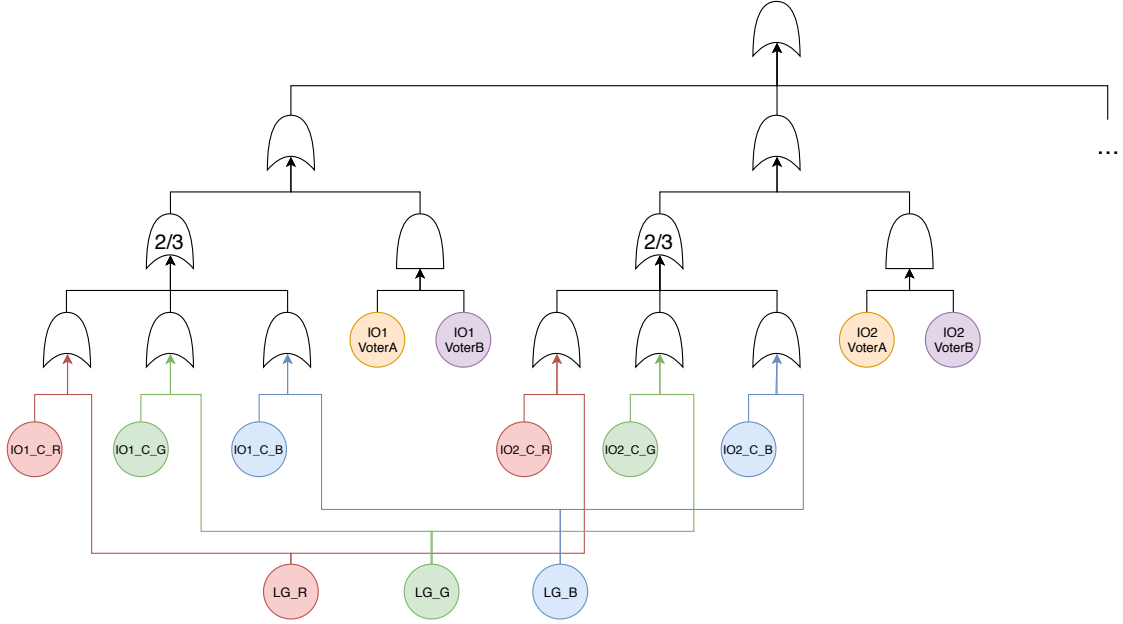 ...
2/3
2/3
IO1
VoterA
IO1
VoterB
IO2
VoterA
IO2
VoterB
IO1_C_R
IO1_C_G
IO1_C_B
IO2_C_R
IO2_C_G
IO2_C_B
LG_R
LG_G
LG_B